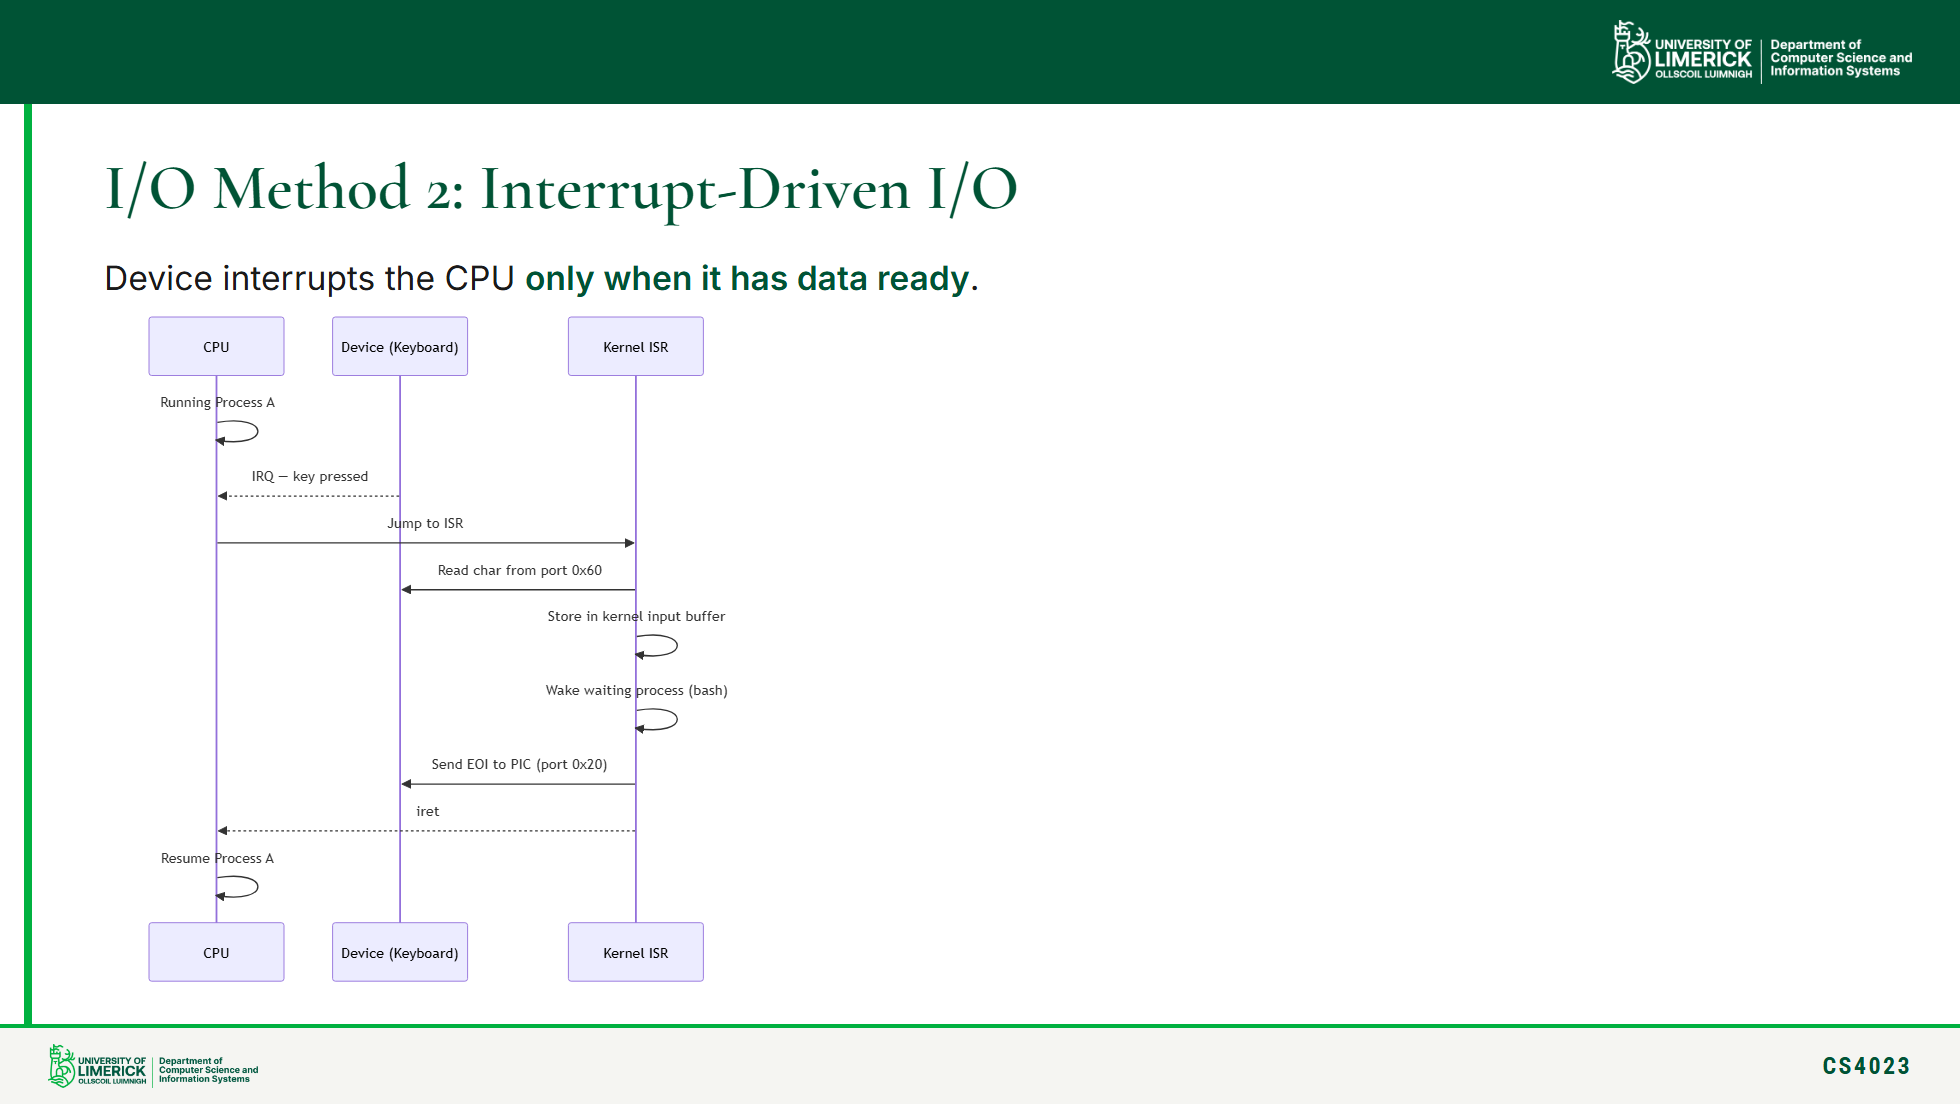 UNIVERSITY OF
LIMERICK
OLLSCOIL LUIMNIGH
Department of
Computer Science and
Information Systems
I/O Method 2: Interrupt-Driven I/O
Device interrupts the CPU only when it has data ready.
CPU
Device (Keyboard)
Kernel ISR
Running Process A
IRQ — key pressed
Jump to ISR
Read char from port 0x60
Store in kernel input buffer
Wake waiting process (bash)
Send EOI to PIC (port 0x20)
iret
Resume Process A
CPU
Device (Keyboard)
Kernel ISR
UNIVERSITY OF
LIMERICK
OLLSCOIL LUIMNIGH
Department of
Computer Science and
Information Systems
CS4023